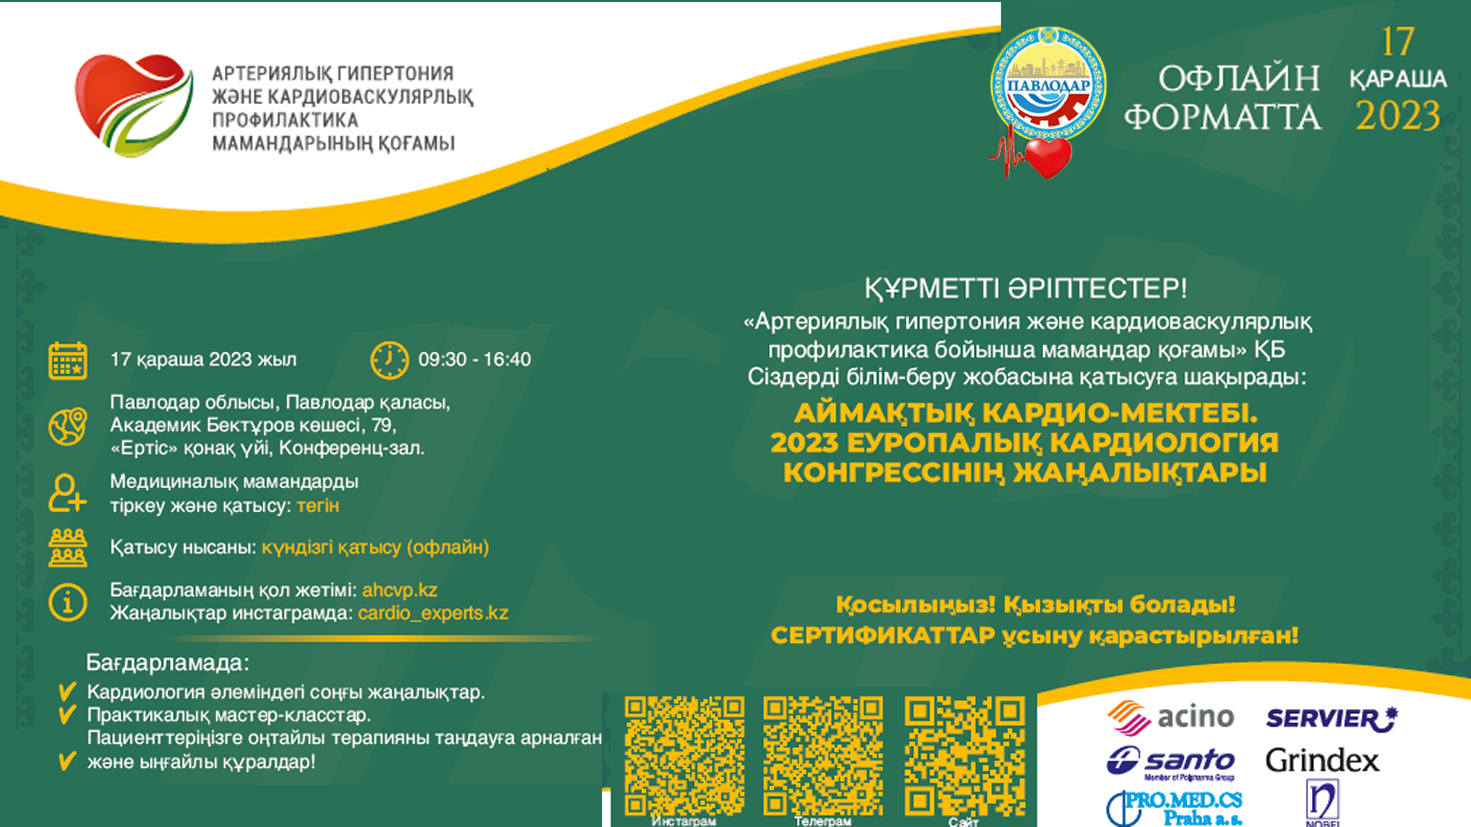 АРТЕРИЯЛЫҚ ГИПЕРТОНИЯ
ЖӘНЕ КАРДИОВАСКУЛЯРЛЫҚ
ПРОФИЛАКТИКА
МАМАНДАРЫНЫҢ ҚОҒАМЫ
ПАВЛОДАР
ОФЛАЙН
ФОРМАТТА
17
ҚАРАША
2023
17 қараша 2023 жыл
09:30 - 16:40
Павлодар облысы, Павлодар қаласы,
Академик Бектұров көшесі, 79,
«Ертіс» қонақ үйі, Конференц-зал.
Медициналық мамандарды
тіркеу және қатысу: тегін
Қатысу нысаны: күндізгі қатысу (офлайн)
Бағдарламаның қол жетімі: ahcvp.kz
Жаңалықтар инстаграмда: cardio_experts.kz
Бағдарламада:
Кардиология әлеміндегі соңғы жаңалықтар.
Практикалық мастер-класстар.
Пациенттеріңізге оңтайлы терапияны таңдауға арналған
және ыңғайлы құралдар!
ҚҰРМЕТТІ ӘРІПТЕСТЕР!
«Артериялық гипертония және кардиоваскулярлық
профилактика бойынша мамандар қоғамы» ҚБ
Сіздерді білім-беру жобасына қатысуға шақырады:
АЙМАҚТЫҚ КАРДИО-МЕКТЕБІ.
2023 ЕУРОПАЛЫҚ КАРДИОЛОГИЯ
КОНГРЕССІНІҢ ЖАҢАЛЫҚТАРЫ
Қосылыңыз! Қызықты болады!
СЕРТИФИКАТТАР ұсыну қарастырылған!
Инстаграм
Телеграм
Сайт
acino
SERVIER
santo
Member of Polpharma Group
Grindex
PRO.MED.CS
Praha a.s.
NOBEL